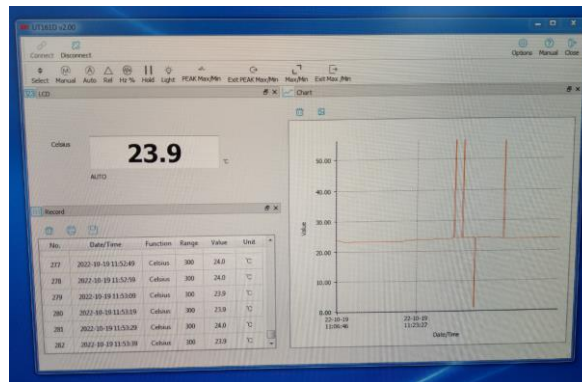 UT161D v2.00
Connect Disconnect
Options Manual Close
Select Manual Auto Rel Hz % Hold Light PEAK Max/Min Exit PEAK Max/Min Max/Min Exit Max /Min
LCD
Chart
Celsius
23.9
℃
AUTO
Record
No. Date/Time Function Range Value Unit
277 2022-10-19 11:52:49 Celsius 300 24.0 ℃
278 2022-10-19 11:52:59 Celsius 300 24.0 ℃
279 2022-10-19 11:53:09 Celsius 300 23.9 ℃
280 2022-10-19 11:53:19 Celsius 300 23.9 ℃
281 2022-10-19 11:53:29 Celsius 300 24.0 ℃
282 2022-10-19 11:53:39 Celsius 300 23.9 ℃
Value
50.00
40.00
30.00
20.00
10.00
0.00
22-10-19
11:06:46
22-10-19
11:23:27
Date/Time